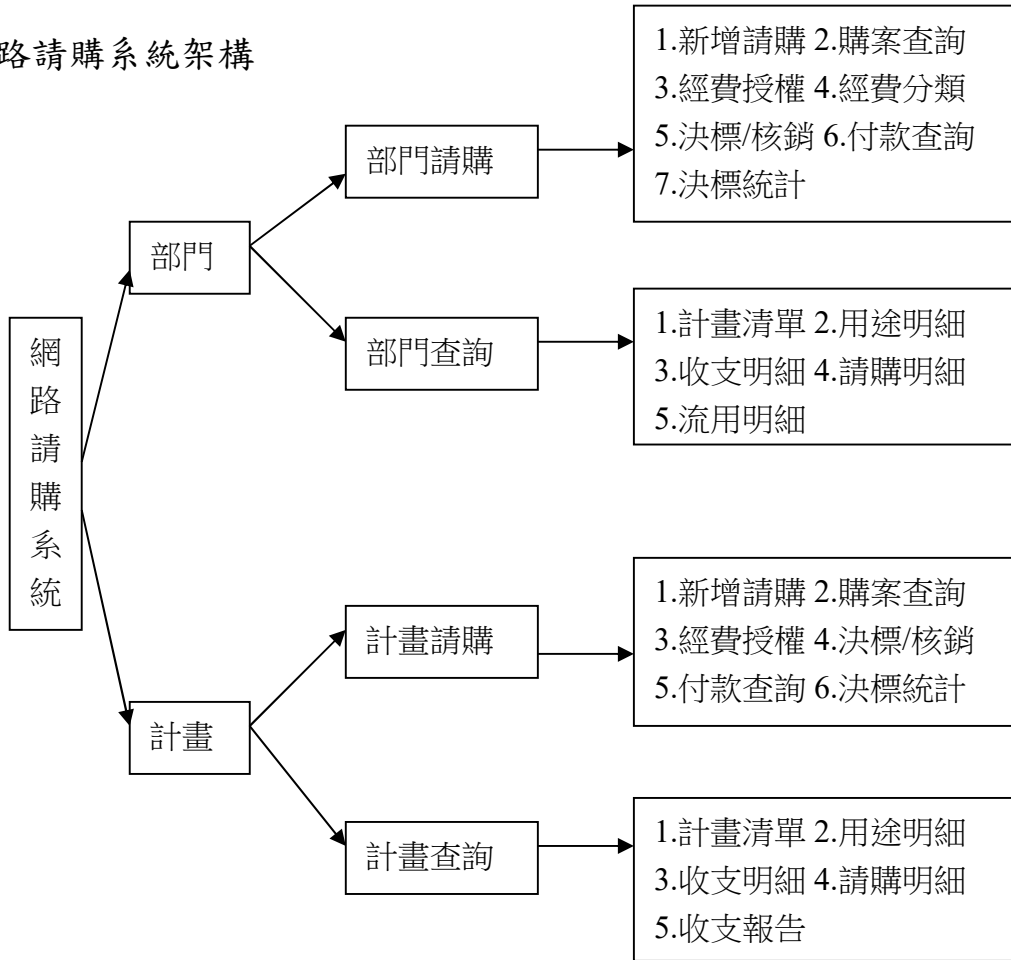 路請購系統架構
1.新增請購 2.購案查詢
3.經費授權 4.經費分類
5.決標/核銷 6.付款查詢
7.決標統計
部門請購
部門
部門查詢
1.計畫清單 2.用途明細
3.收支明細 4.請購明細
5.流用明細
網
路
請
購
系
統
1.新增請購 2.購案查詢
3.經費授權 4.決標/核銷
5.付款查詢 6.決標統計
計畫請購
計畫
計畫查詢
1.計畫清單 2.用途明細
3.收支明細 4.請購明細
5.收支報告